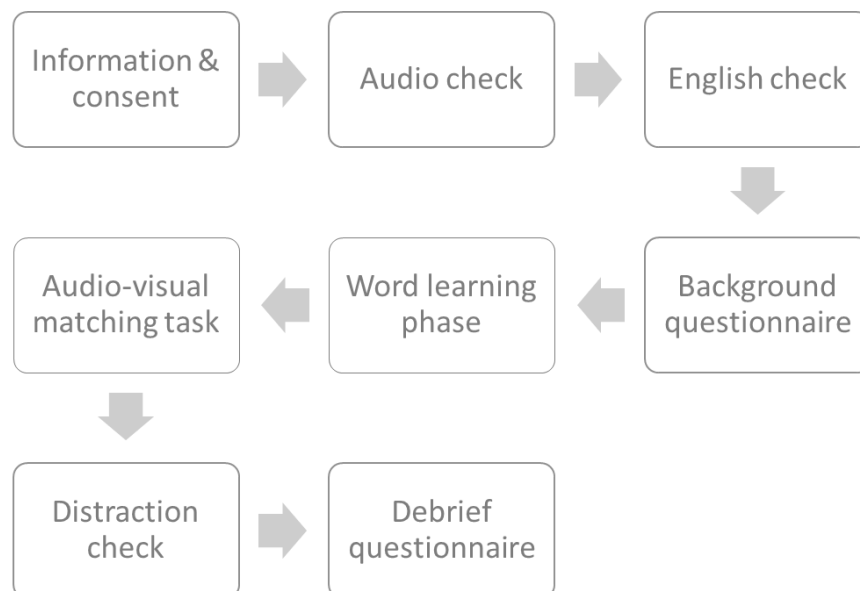 Information &
consent
Audio check
English check
Background
questionnaire
Word learning
phase
Audio-visual
matching task
Distraction
check
Debrief
questionnaire